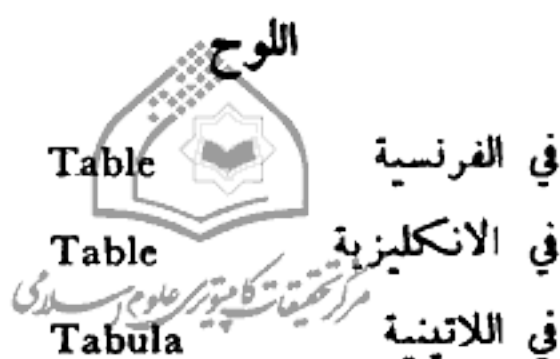 اللوح
في الفرنسية Table
في الانكليزية Table
مرکز تحقیقات کامپیوتری علوم اسلامی
في اللاتينية Tabula